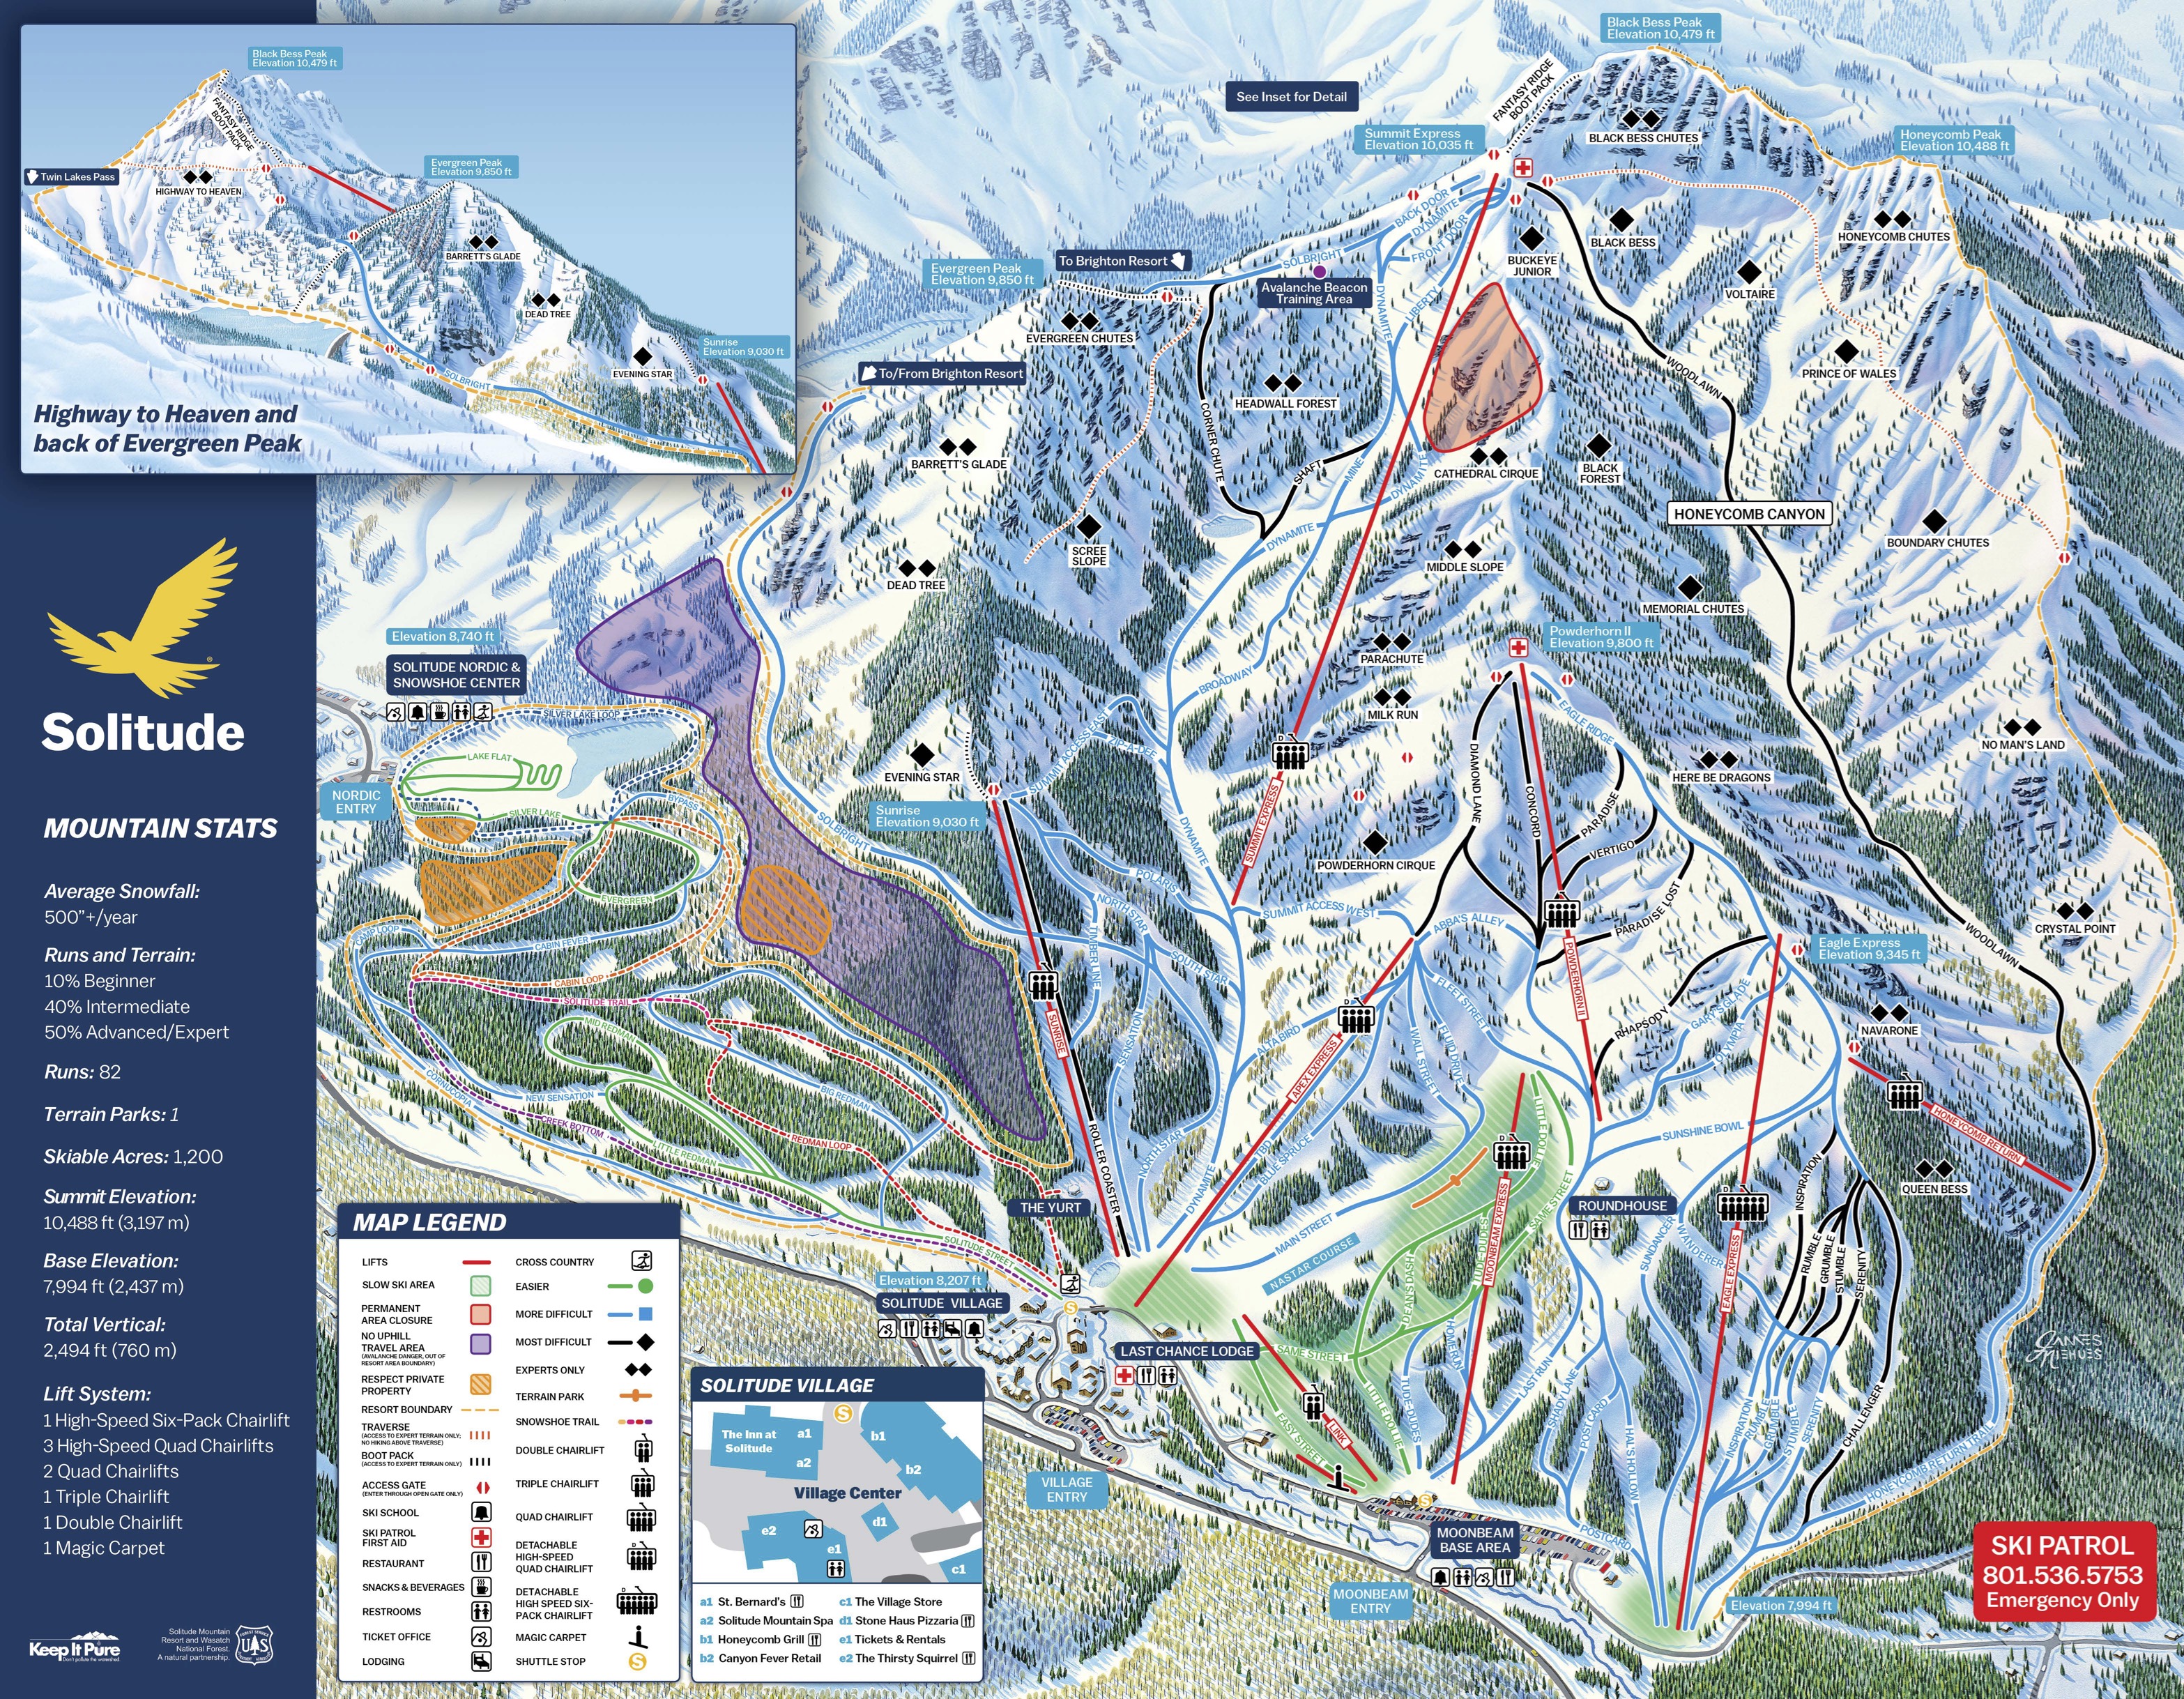 Black Bess Peak
Elevation 10,479 ft
FANTASY RIDGE
BOOT PACK
Twin Lakes Pass
HIGHWAY TO HEAVEN
Evergreen Peak
Elevation 9,850 ft
BARRETT'S GLADE
DEAD TREE
EVENING STAR
Sunrise
Elevation 9,030 ft
SOLBRIGHT
Highway to Heaven and
back of Evergreen Peak
Solitude
®
MOUNTAIN STATS
Average Snowfall:
500"+/year
Runs and Terrain:
10% Beginner
40% Intermediate
50% Advanced/Expert
Runs: 82
Terrain Parks: 1
Skiable Acres: 1,200
Summit Elevation:
10,488 ft (3,197 m)
Base Elevation:
7,994 ft (2,437 m)
Total Vertical:
2,494 ft (760 m)
Lift System:
1 High-Speed Six-Pack Chairlift
3 High-Speed Quad Chairlifts
2 Quad Chairlifts
1 Triple Chairlift
1 Double Chairlift
1 Magic Carpet
Keep It Pure
Don't pollute the watershed.
Solitude Mountain
Resort and Wasatch
National Forest.
A natural partnership.
See Inset for Detail
Black Bess Peak
Elevation 10,479 ft
FANTASY RIDGE
BOOT PACK
Summit Express
Elevation 10,035 ft
BLACK BESS CHUTES
Honeycomb Peak
Elevation 10,488 ft
HONEYCOMB CHUTES
BACK DOOR
DYNAMITE
FRONT DOOR
BUCKEYE
JUNIOR
BLACK BESS
VOLTAIRE
PRINCE OF WALES
To Brighton Resort
SOLBRIGHT
Avalanche Beacon
Training Area
Evergreen Peak
Elevation 9,850 ft
EVERGREEN CHUTES
DYNAMITE
LIBERTY
WOODLAWN
To/From Brighton Resort
HEADWALL FOREST
CORNER CHUTE
SHAFT
MINE
DYNAMITE
CATHEDRAL CIRQUE
BLACK
FOREST
BARRETT'S GLADE
HONEYCOMB CANYON
BOUNDARY CHUTES
SCREE
SLOPE
DYNAMITE
MIDDLE SLOPE
DEAD TREE
MEMORIAL CHUTES
Powderhorn II
Elevation 9,800 ft
PARACHUTE
BROADWAY
MILK RUN
EAGLE RIDGE
NO MAN'S LAND
EVENING STAR
SUMMIT ACCESS EAST
ZIP-A-DEE
DIAMOND LANE
CONCORD
PARADISE
HERE BE DRAGONS
Sunrise
Elevation 9,030 ft
SOLBRIGHT
SUMMIT EXPRESS
DYNAMITE
POWDERHORN CIRQUE
VERTIGO
POLARIS
SUMMIT ACCESS WEST
ABBA'S ALLEY
PARADISE LOST
CRYSTAL POINT
WOODLAWN
NORTH STAR
TIMBERLINE
SOUTH STAR
POWDERHORN II
Eagle Express
Elevation 9,345 ft
FLEET STREET
GARY'S GLADE
OLYMPIA
RHAPSODY
NAVARONE
SUNRISE
SENSATION
ALTA BIRD
APEX EXPRESS
WALL STREET
FLUID DRIVE
HONEYCOMB RETURN
ROLLER COASTER
NORTH STAR
DYNAMITE
BLUE SPRUCE
LITTLE DOLLIE
SUNSHINE BOWL
INSPIRATION
QUEEN BESS
MAIN STREET
NASTAR COURSE
MOONBEAM EXPRESS
SAME STREET
ROUNDHOUSE
SUNDANCER
WANDERER
EAGLE EXPRESS
RUMBLE
GRUMBLE
STUMBLE
SERENITY
DEAN'S DASH
SAME STREET
LAST CHANCE LODGE
EASY STREET
LINK
LITTLE DOLLIE
TUDE-DUDES
HOMERUN
LAST RUN
SHADY LANE
POSTCARD
HAL'S HOLLOW
INSPIRATION
RUMBLE
GRUMBLE
STUMBLE
SERENITY
CHALLENGER
HONEYCOMB RETURN TRAIL
POSTCARD
MOONBEAM
BASE AREA
MOONBEAM
ENTRY
VILLAGE
ENTRY
Elevation 7,994 ft
SKI PATROL
801.536.5753
Emergency Only
Elevation 8,740 ft
SOLITUDE NORDIC &
SNOWSHOE CENTER
SILVER LAKE LOOP
LAKE FLAT
NORDIC
ENTRY
SILVER LAKE
BYPASS
EVERGREEN
CABIN FEVER
CABIN LOOP
SOLITUDE TRAIL
MID REDMAN
CORNICOPIA
NEW SENSATION
BIG REDMAN
CREEK BOTTOM
LITTLE REDMAN
REDMAN LOOP
SOLITUDE STREET
THE YURT
Elevation 8,207 ft
SOLITUDE VILLAGE
MAP LEGEND
LIFTS
SLOW SKI AREA
PERMANENT
AREA CLOSURE
NO UPHILL
TRAVEL AREA
(AVALANCHE DANGER, OUT OF
RESORT AREA BOUNDARY)
RESPECT PRIVATE
PROPERTY
RESORT BOUNDARY
TRAVERSE
(ACCESS TO EXPERT TERRAIN ONLY;
NO HIKING ABOVE TRAVERSE)
BOOT PACK
(ACCESS TO EXPERT TERRAIN ONLY)
ACCESS GATE
(ENTER THROUGH OPEN GATE ONLY)
SKI SCHOOL
SKI PATROL
FIRST AID
RESTAURANT
SNACKS & BEVERAGES
RESTROOMS
TICKET OFFICE
LODGING
CROSS COUNTRY
EASIER
MORE DIFFICULT
MOST DIFFICULT
EXPERTS ONLY
TERRAIN PARK
SNOWSHOE TRAIL
DOUBLE CHAIRLIFT
TRIPLE CHAIRLIFT
QUAD CHAIRLIFT
DETACHABLE
HIGH-SPEED
QUAD CHAIRLIFT
DETACHABLE
HIGH SPEED SIX-
PACK CHAIRLIFT
MAGIC CARPET
SHUTTLE STOP
SOLITUDE VILLAGE
The Inn at
Solitude
a1
a2
b1
b2
Village Center
d1
e2
e1
c1
a1 St. Bernard's
a2 Solitude Mountain Spa
b1 Honeycomb Grill
b2 Canyon Fever Retail
c1 The Village Store
d1 Stone Haus Pizzaria
e1 Tickets & Rentals
e2 The Thirsty Squirrel